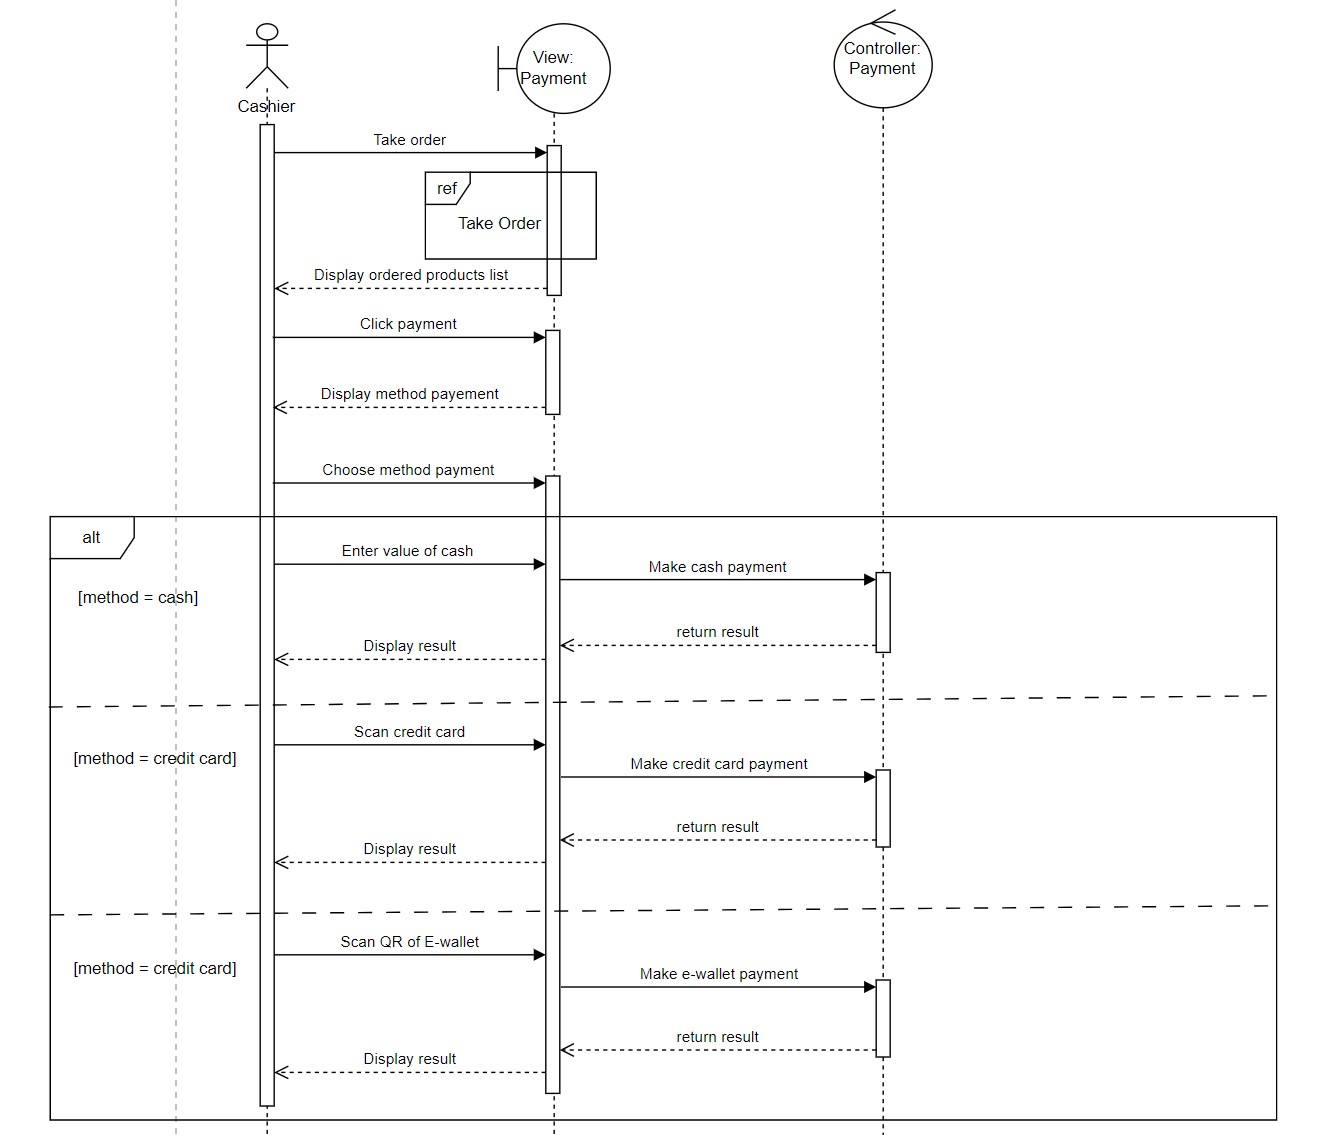 View:
Payment
Controller:
Payment
Cashier
Take order
ref
Take Order
Display ordered products list
Click payment
Display method payement
Choose method payment
alt
Enter value of cash
Make cash payment
[method = cash]
return result
Display result
Scan credit card
[method = credit card]
Make credit card payment
return result
Display result
Scan QR of E-wallet
[method = credit card]
Make e-wallet payment
return result
Display result